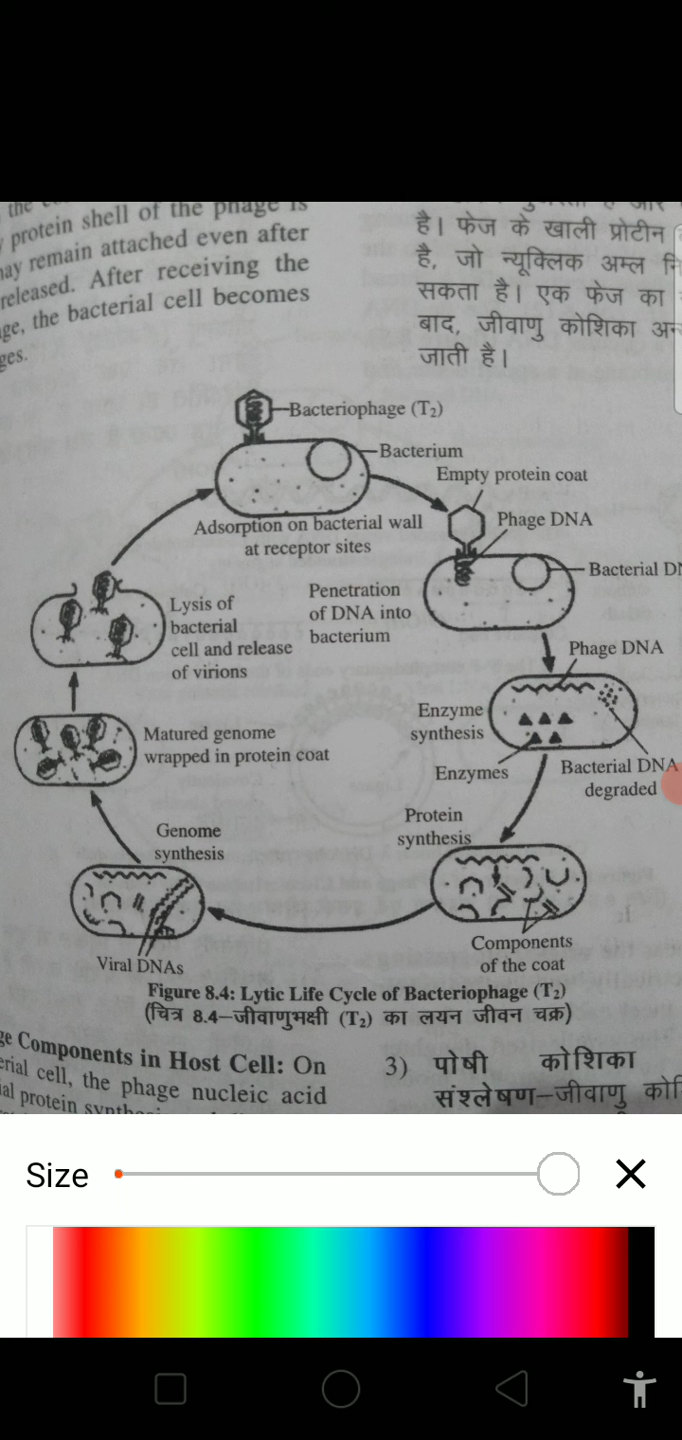 protein shell of the phage is
may remain attached even after
released. After receiving the
the bacterial cell becomes
है। फेज के खाली प्रोटीन
है, जो न्यूक्लिक अम्ल
सकता है। एक फेज का
बाद, जीवाणु कोशिका
जाती है।
Bacteriophage (T₂)
Bacterium
Adsorption on bacterial wall
at receptor sites
Empty protein coat
Phage DNA
Bacterial
Penetration
of DNA into
bacterium
Lysis of
bacterial
cell and release
of virions
Phage DNA
Enzyme
synthesis
Enzymes
Bacterial DNA
degraded
Matured genome
wrapped in protein coat
Protein
synthesis
Genome
synthesis
Viral DNAs
Components
of the coat
Figure 8.4: Lytic Life Cycle of Bacteriophage (T₂)
(चित्र 8.4–जीवाणुभक्षी (T₂) का लयन जीवन चक्र)
Components in Host Cell: On
cell, the phage nucleic acid
protein
3) पोषी कोशिका
संश्लेषण–जीवाणु
Size